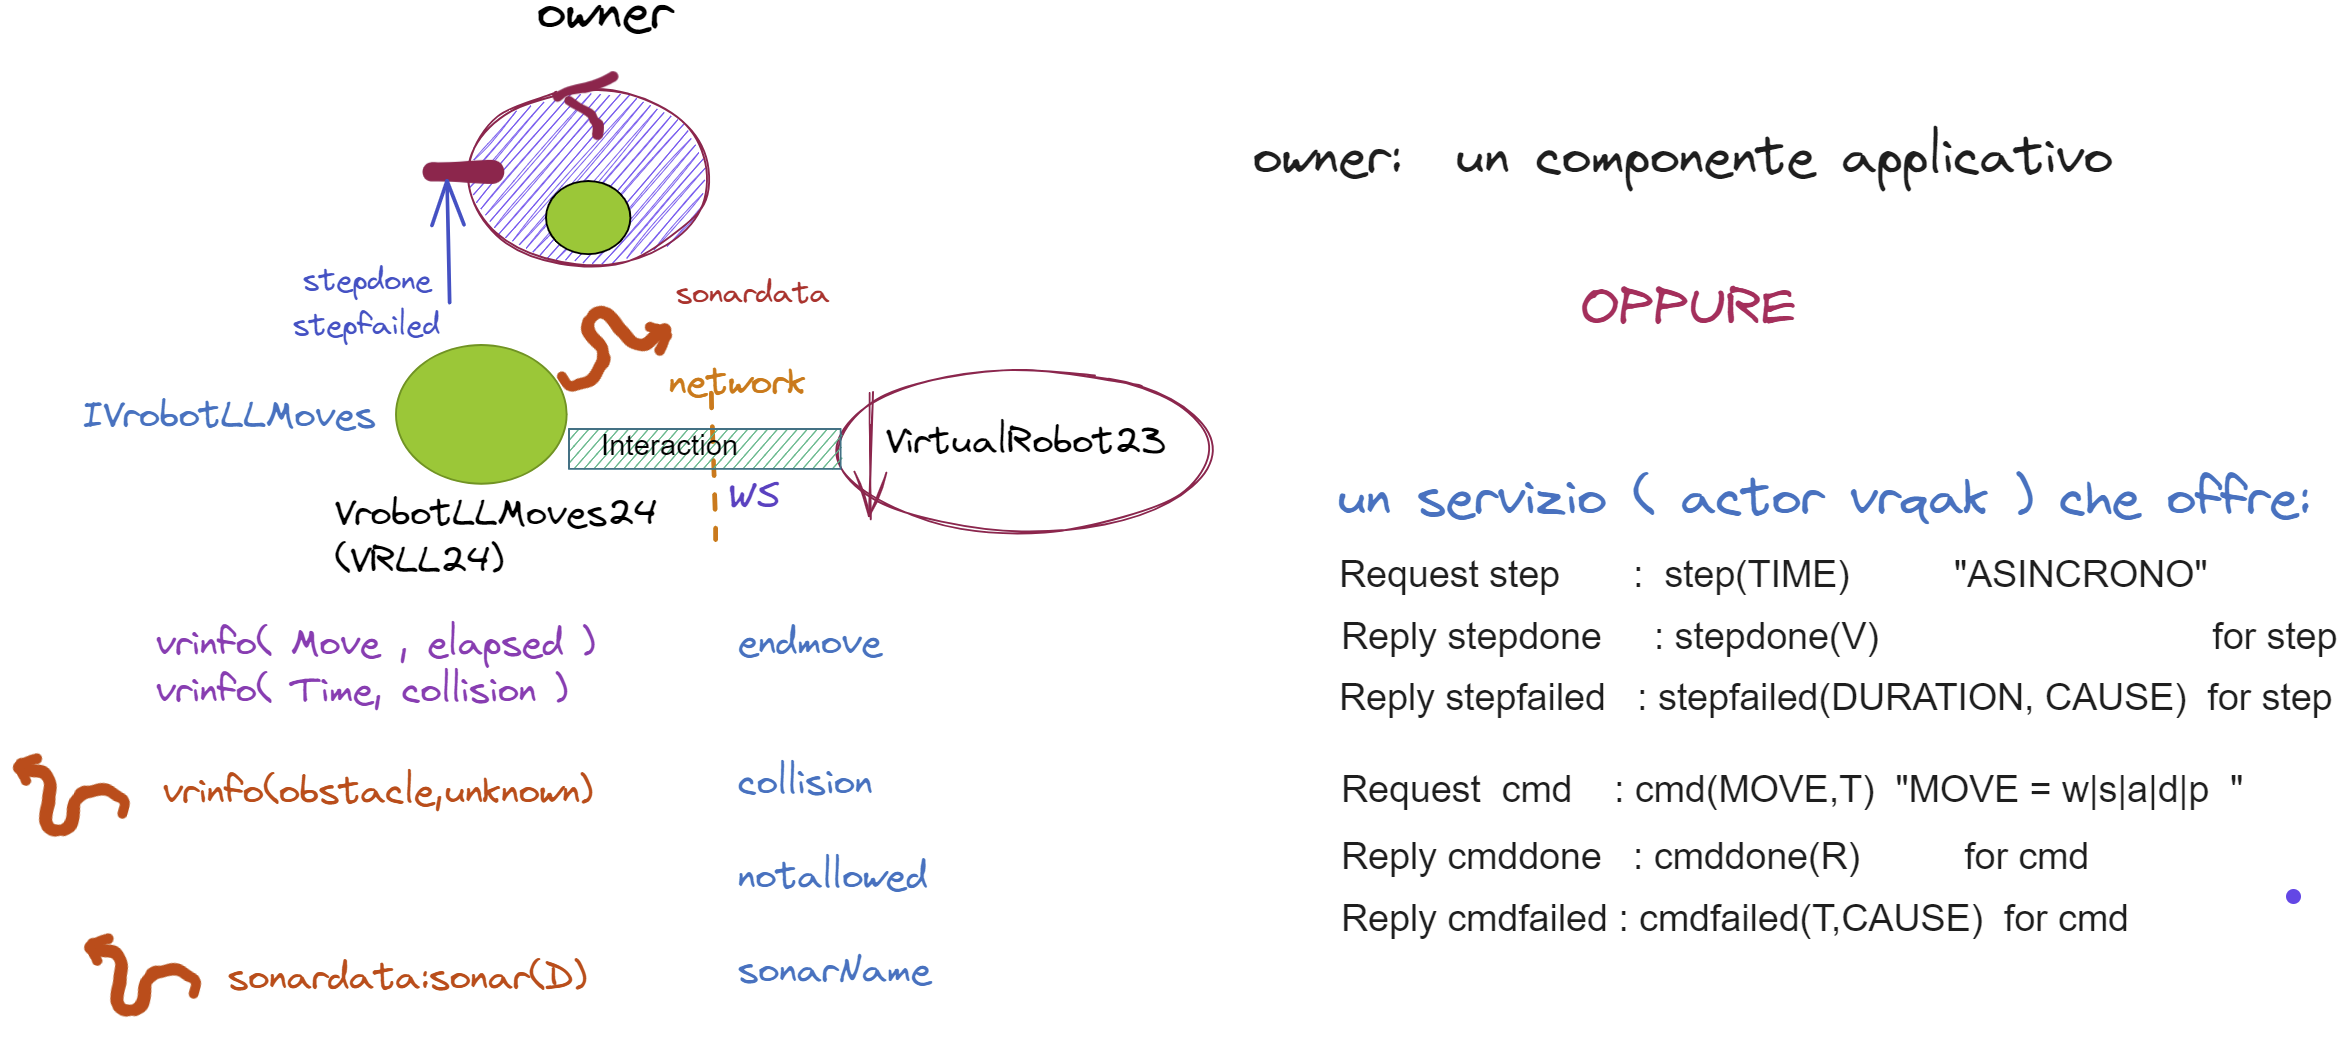 owner
owner: un componente applicativo
stepdone
stepfailed
sonardata
OPPURE
network
IVrobotLLMoves
Interaction
VirtualRobot23
WS
VrobotLLMoves24
(VRLL24)
un servizio ( actor vrqak ) che offre:
Request step : step(TIME) "ASINCRONO"
Reply stepdone : stepdone(V) for step
Reply stepfailed : stepfailed(DURATION, CAUSE) for step
Request cmd : cmd(MOVE,T) "MOVE = w|s|a|d|p "
Reply cmddone : cmddone(R) for cmd
Reply cmdfailed : cmdfailed(T,CAUSE) for cmd
vrinfo( Move , elapsed ) endmove
vrinfo( Time, collision )
vrinfo(obstacle,unknown) collision
notallowed
sonardata:sonar(D) sonarName